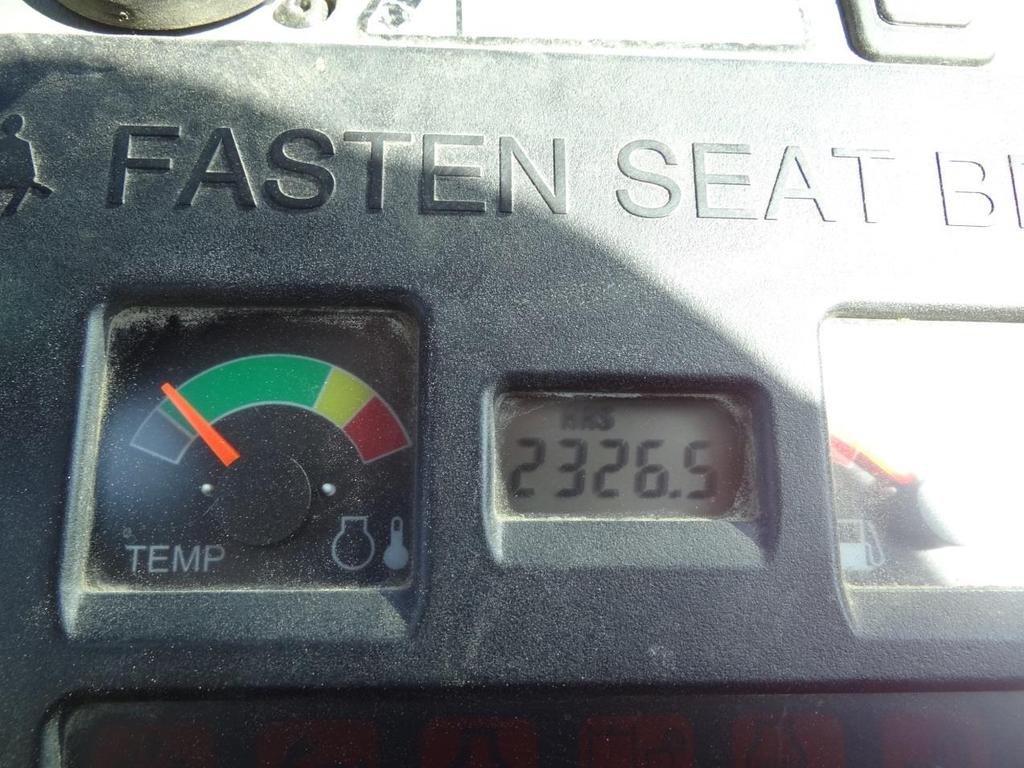 FASTEN SEAT
HRS
2326.5
TEMP